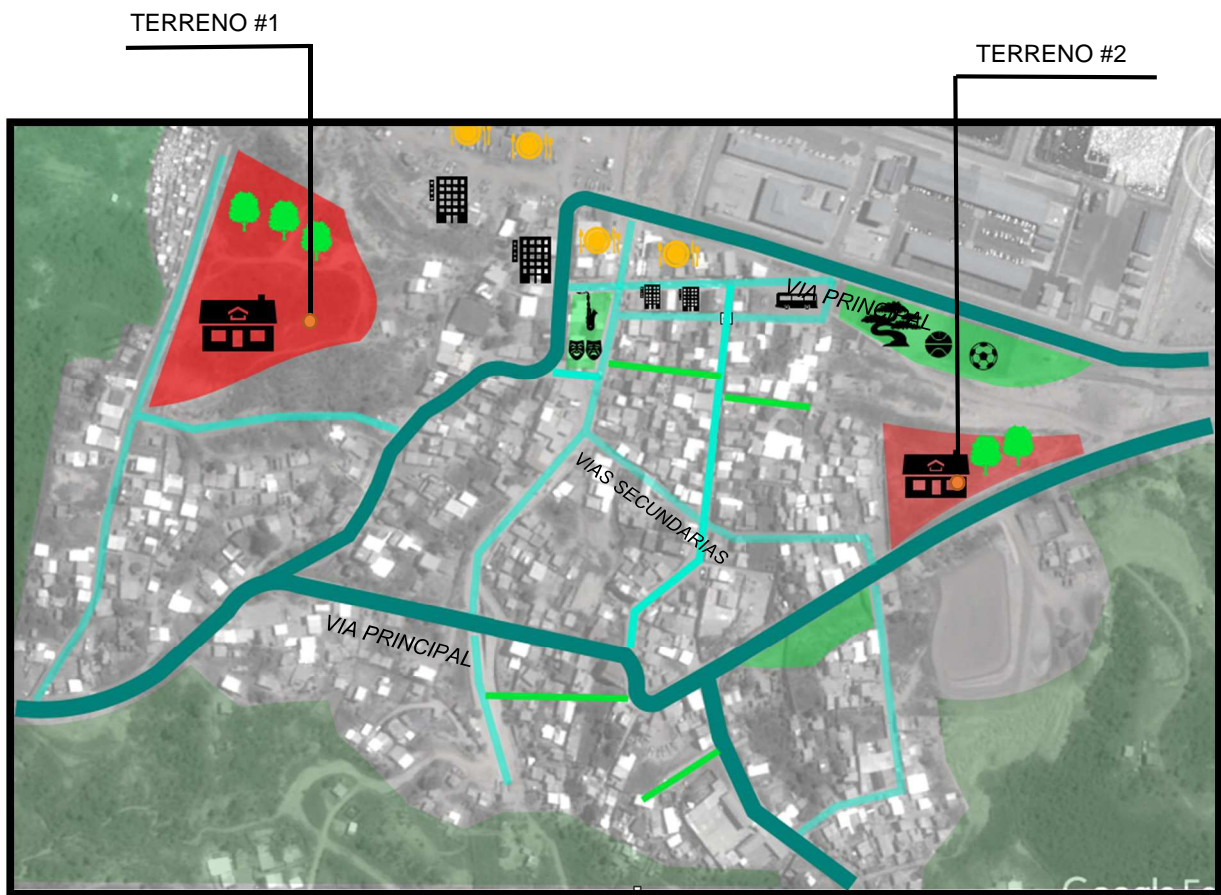 TERRENO #1
TERRENO #2
VIA PRINCIPAL
VIAS SECUNDARIAS
VIA PRINCIPAL